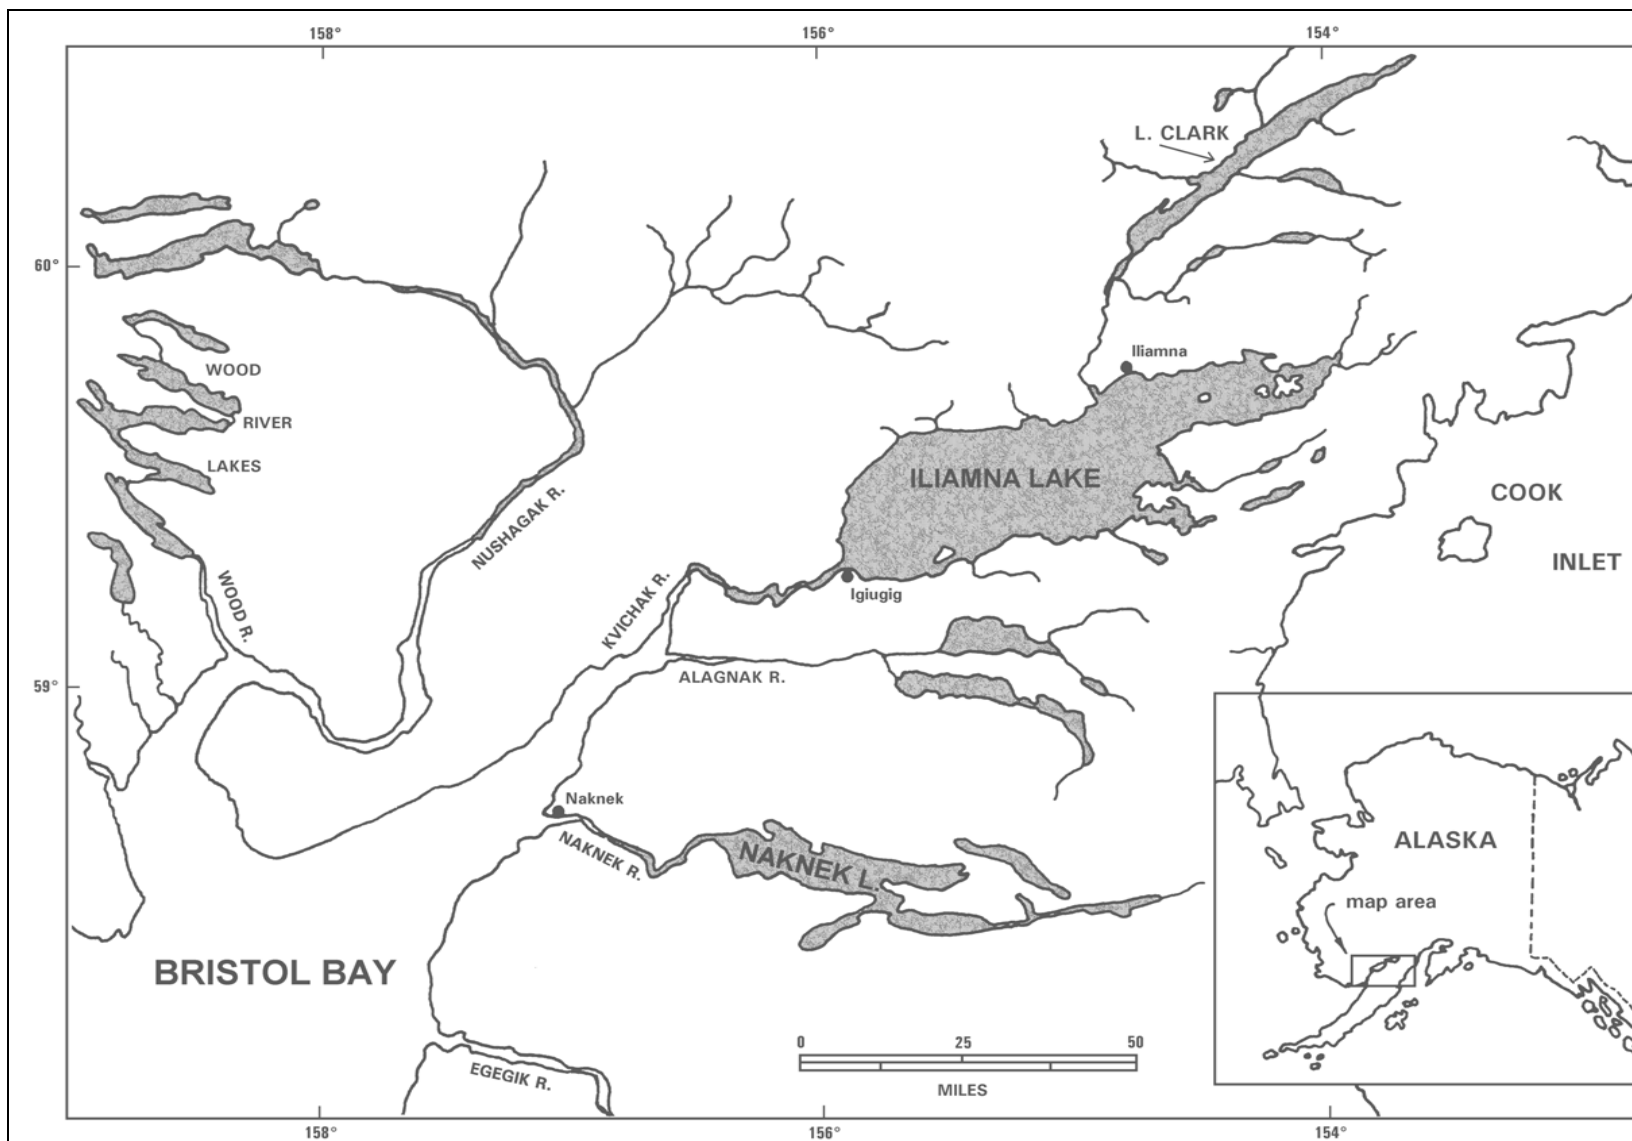 158°
156°
154°
L. CLARK
60°
Iliamna
WOOD
RIVER
LAKES
ILIAMNA LAKE
COOK
INLET
NUSHAGAK R.
WOOD R.
KVICHAK R.
Igiugig
ALAGNAK R.
59°
Naknek
NAKNEK R.
NAKNEK L.
ALASKA
map area
BRISTOL BAY
EGEGIK R.
0 25 50
MILES
158°
156°
154°